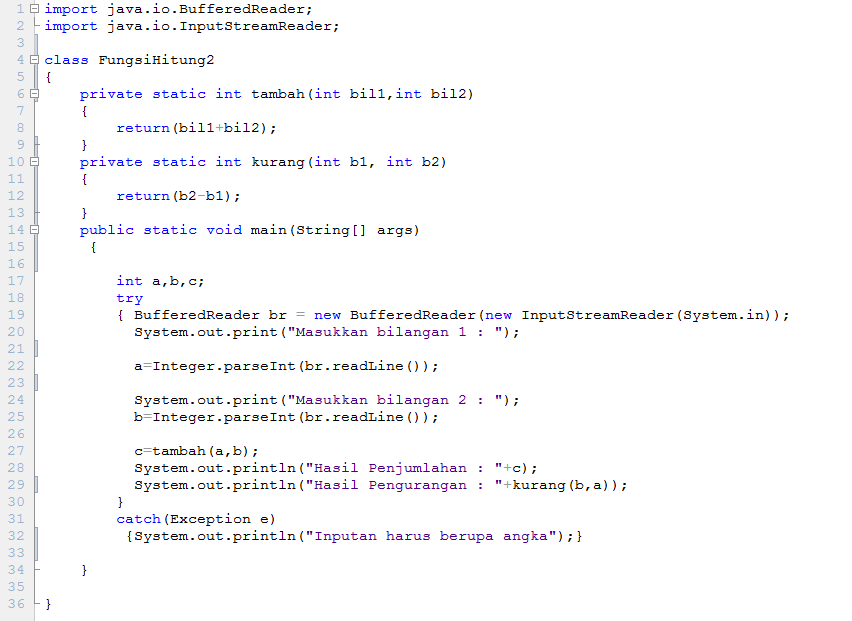 1 import java.io.BufferedReader;
2 import java.io.InputStreamReader;
3
4 class FungsiHitung2
5 {
6     private static int tambah(int bil1,int bil2)
7     {
8         return(bil1+bil2);
9     }
10     private static int kurang(int b1, int b2)
11     {
12         return(b2-b1);
13     }
14     public static void main(String[] args)
15      {
16
17         int a,b,c;
18         try
19         { BufferedReader br = new BufferedReader(new InputStreamReader(System.in));
20           System.out.print("Masukkan bilangan 1 : ");
21
22           a=Integer.parseInt(br.readLine());
23
24           System.out.print("Masukkan bilangan 2 : ");
25           b=Integer.parseInt(br.readLine());
26
27           c=tambah(a,b);
28           System.out.println("Hasil Penjumlahan : "+c);
29           System.out.println("Hasil Pengurangan : "+kurang(b,a));
30         }
31         catch(Exception e)
32          {System.out.println("Inputan harus berupa angka");}
33
34     }
35
36 }